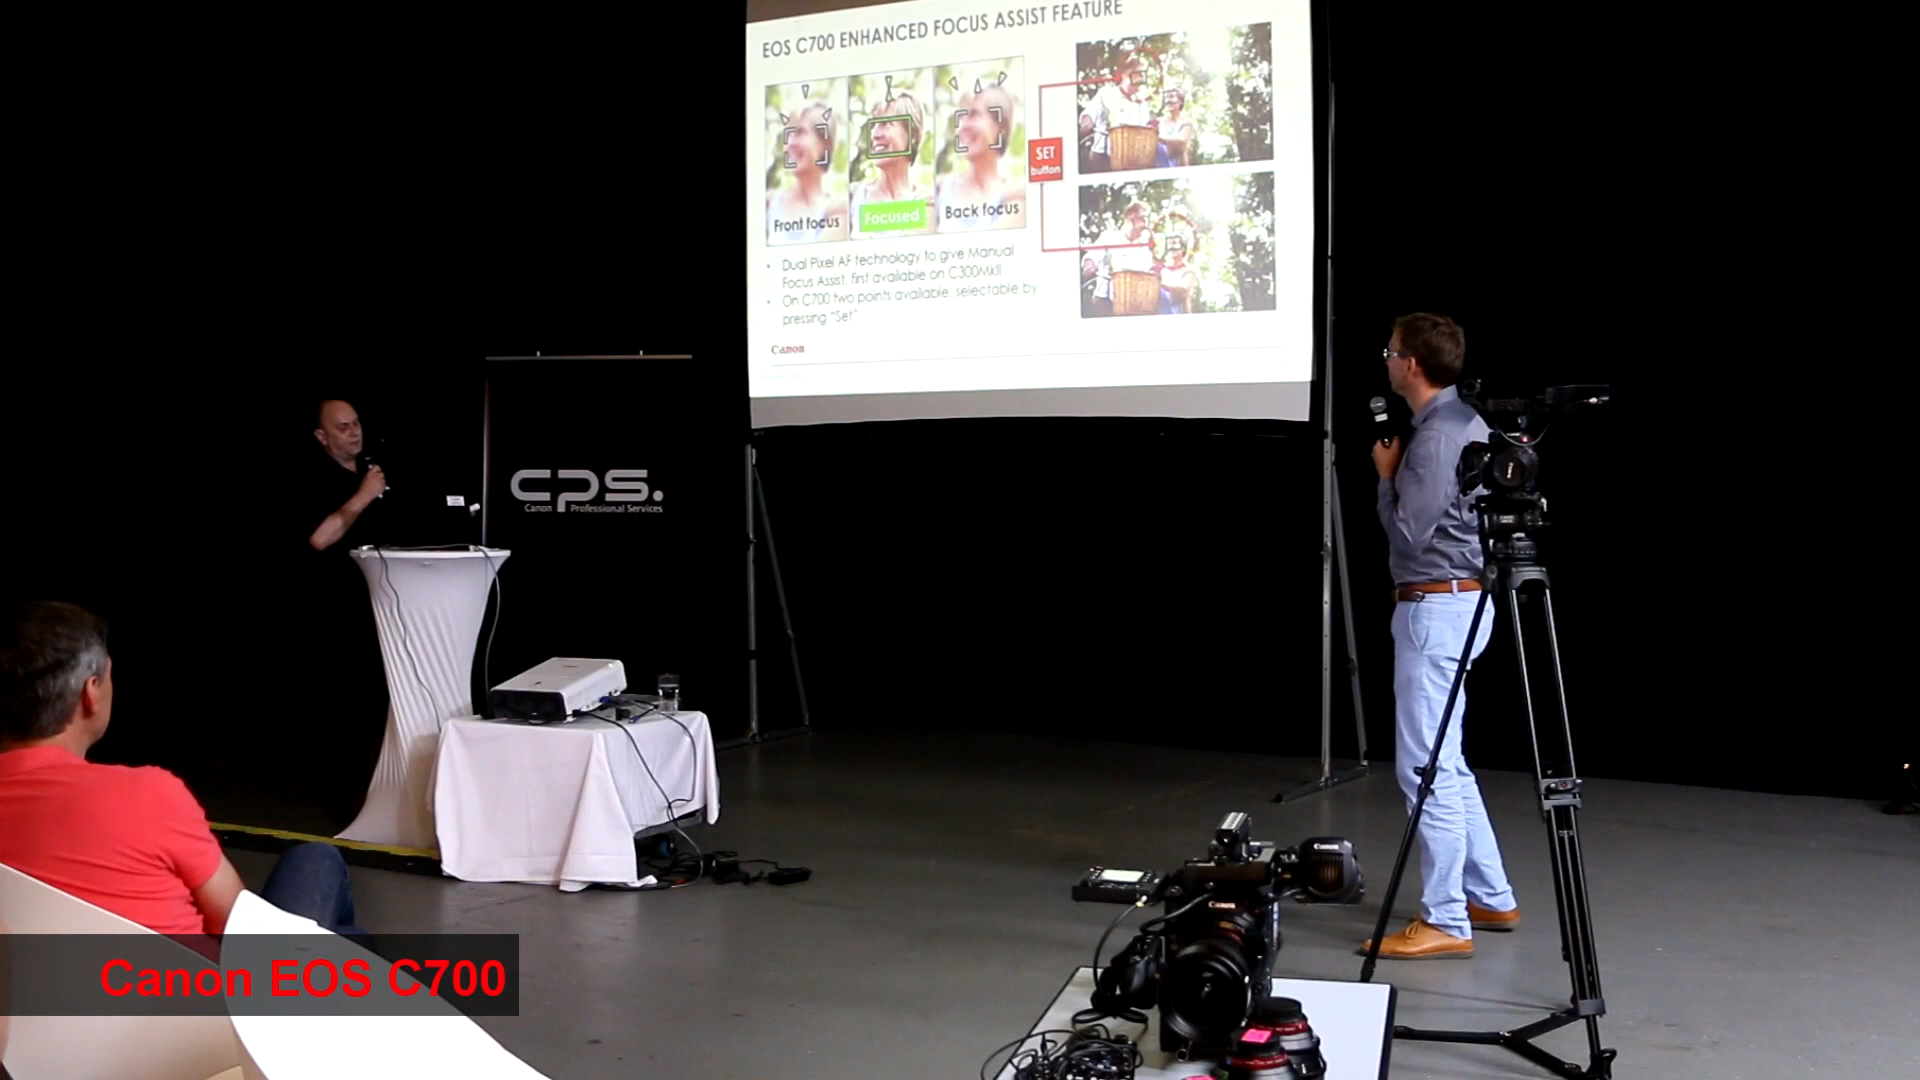 EOS C700 ENHANCED FOCUS ASSIST FEATURE
Front focus
Focused
Back focus
SET
button
• Dual Pixel AF technology to give Manual
Focus Assist, first available on C300MkII
• On C700 two points available, selectable by
pressing "Set"
Canon
cps.
Canon Professional Services
Canon
Canon
Canon EOS C700